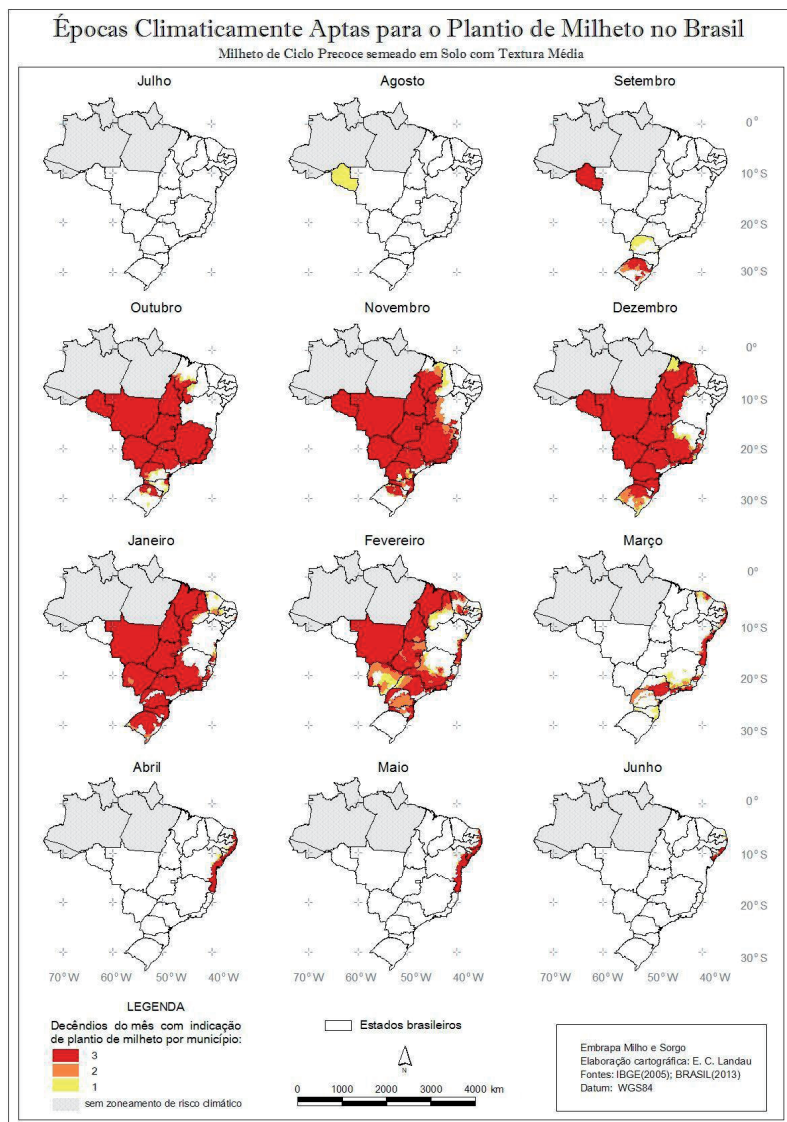 Épocas Climaticamente Aptas para o Plantio de Milheto no Brasil
Milheto de Ciclo Precoce semeado em Solo com Textura Média
Julho
Agosto
Setembro
0°
10°S
20°S
30°S
Outubro
Novembro
Dezembro
0°
10°S
20°S
30°S
Janeiro
Fevereiro
Março
0°
10°S
20°S
30°S
Abril
Maio
Junho
0°
10°S
20°S
30°S
70°W 60°W 50°W 40°W 70°W 60°W 50°W 40°W 70°W 60°W 50°W 40°W
LEGENDA
Decêndios do mês com indicação
de plantio de milheto por município:
3
2
1
sem zoneamento de risco climático
Estados brasileiros
N
0 1000 2000 3000 4000 km
Embrapa Milho e Sorgo
Elaboração cartográfica: E. C. Landau
Fontes: IBGE(2005); BRASIL(2013)
Datum: WGS84